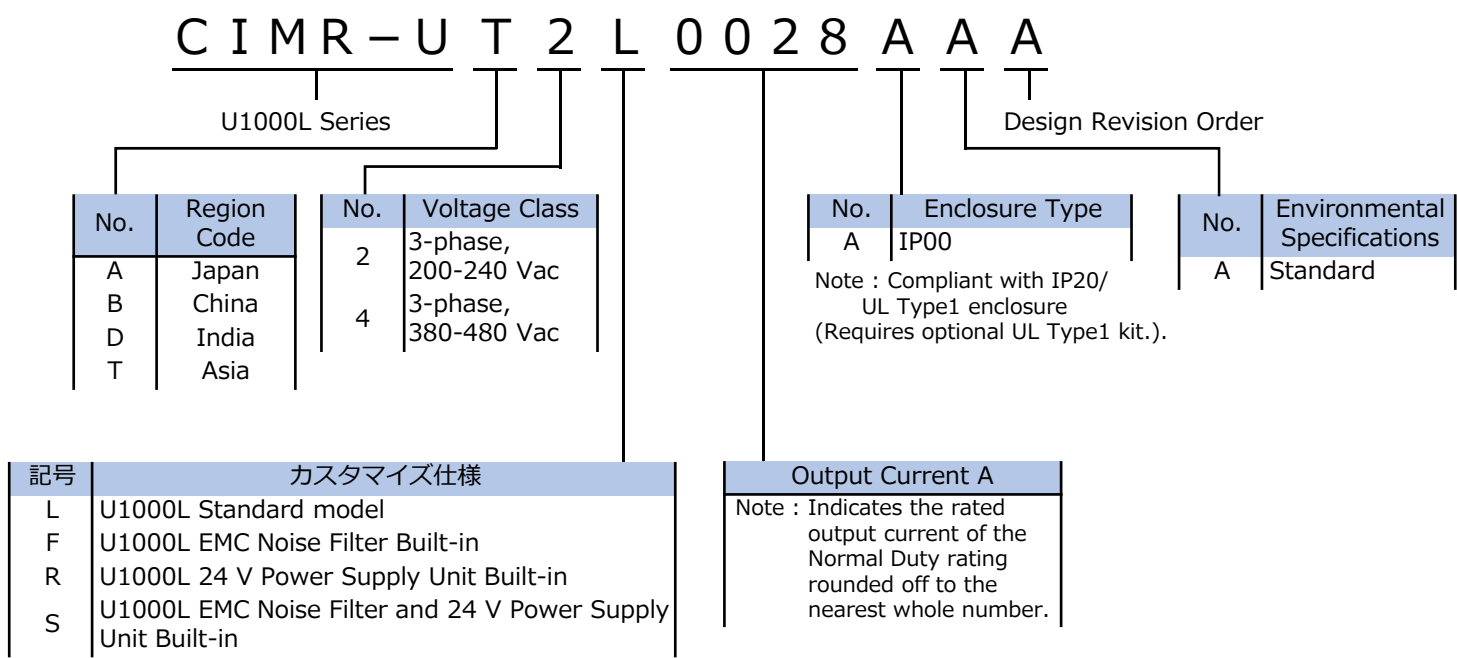 CIMR－UT2L0028AAA
U1000L Series
Design Revision Order
No.
Region
Code
A Japan
B China
D India
T Asia
No. Voltage Class
2
3-phase,
200-240 Vac
4
3-phase,
380-480 Vac
No. Enclosure Type
A IP00
Note : Compliant with IP20/
UL Type1 enclosure
(Requires optional UL Type1 kit.).
No.
Environmental
Specifications
A Standard
記号 カスタマイズ仕様
L U1000L Standard model
F U1000L EMC Noise Filter Built-in
R U1000L 24 V Power Supply Unit Built-in
S
U1000L EMC Noise Filter and 24 V Power Supply
Unit Built-in
Output Current A
Note : Indicates the rated
output current of the
Normal Duty rating
rounded off to the
nearest whole number.